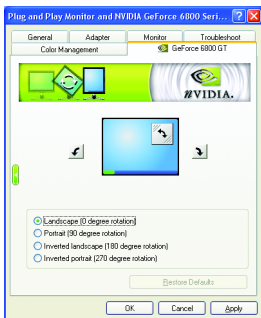 Plug and Play Monitor and NVIDIA GeForce 6800 Seri...
General Adapter Monitor Troubleshoot
Color Management GeForce 6800 GT
NVIDIA.
Landscape (0 degree rotation)
Portrait (90 degree rotation)
Inverted landscape (180 degree rotation)
Inverted portrait (270 degree rotation)
Restore Defaults
OK Cancel Apply